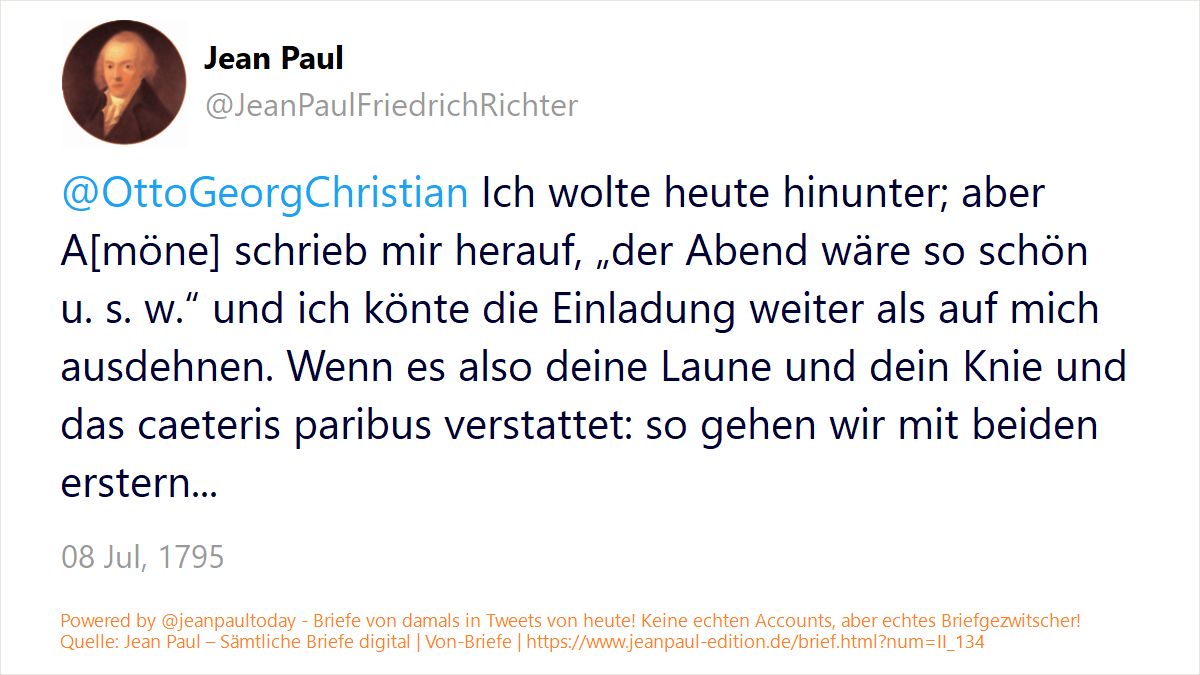 Jean Paul
@JeanPaulFriedrichRichter
@OttoGeorgChristian Ich wolte heute hinunter; aber
A[möne] schrieb mir herauf, „der Abend wäre so schön
u. s. w.“ und ich könte die Einladung weiter als auf mich
ausdehnen. Wenn es also deine Laune und dein Knie und
das caeteris paribus verstattet: so gehen wir mit beiden
erstern...
08 Jul, 1795
Powered by @jeanpaultoday - Briefe von damals in Tweets von heute! Keine echten Accounts, aber echtes Briefgezwitscher!
Quelle: Jean Paul – Sämtliche Briefe digital | Von-Briefe | https://www.jeanpaul-edition.de/brief.html?num=II_134